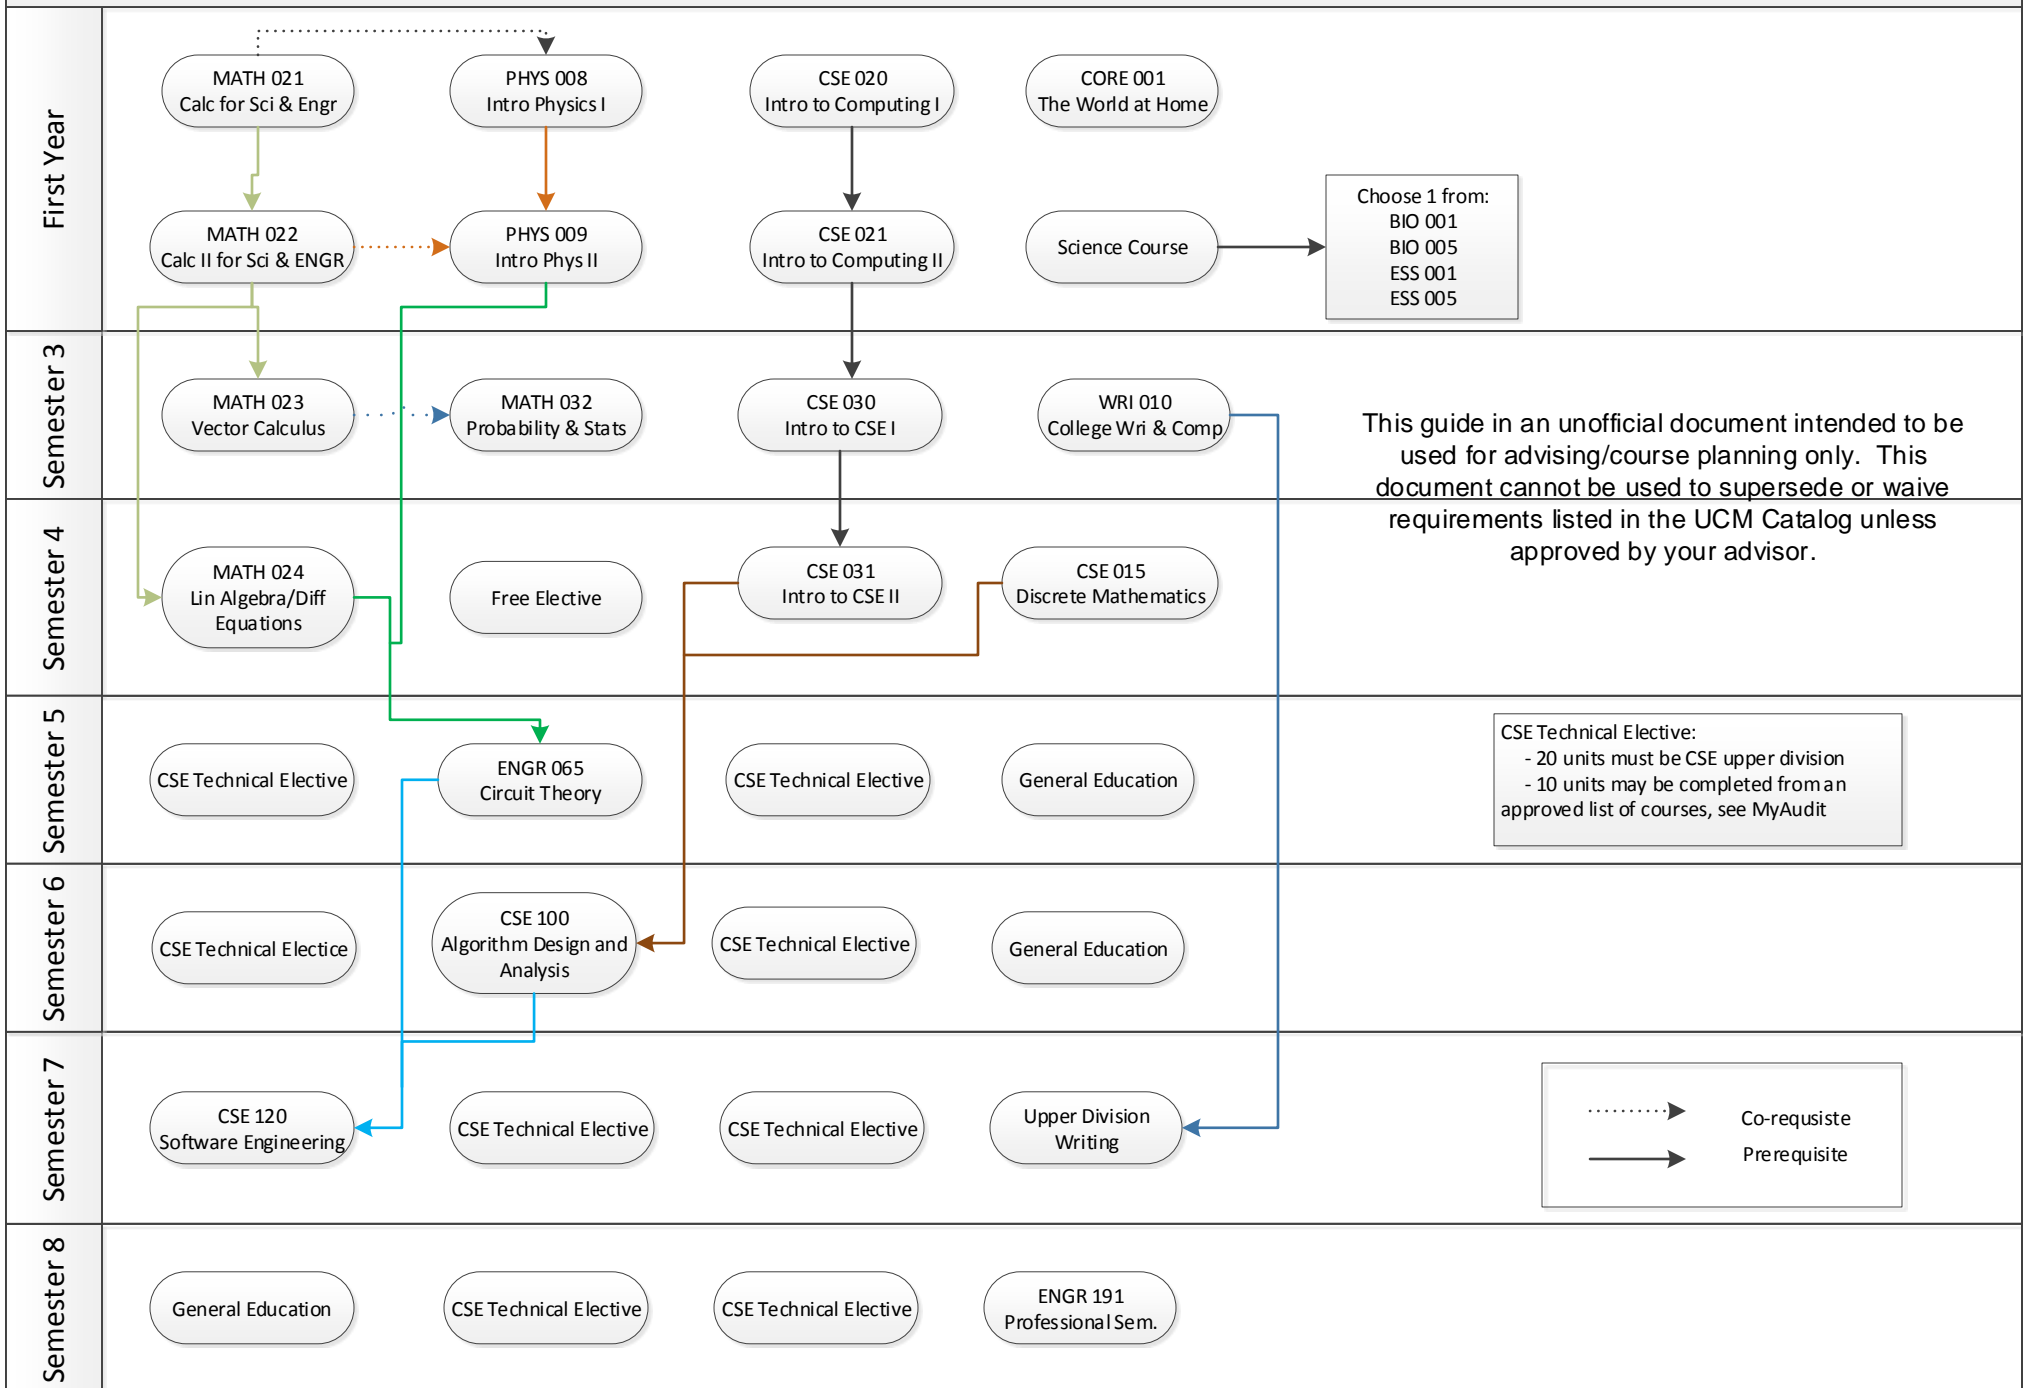 First Year
MATH 021
Calc for Sci & Engr
PHYS 008
Intro Physics I
CSE 020
Intro to Computing I
CORE 001
The World at Home
MATH 022
Calc II for Sci & ENGR
PHYS 009
Intro Phys II
CSE 021
Intro to Computing II
Science Course
Choose 1 from:
BIO 001
BIO 005
ESS 001
ESS 005
Semester 3
MATH 023
Vector Calculus
MATH 032
Probability & Stats
CSE 030
Intro to CSE I
WRI 010
College Wri & Comp
This guide in an unofficial document intended to be
used for advising/course planning only. This
document cannot be used to supersede or waive
requirements listed in the UCM Catalog unless
approved by your advisor.
Semester 4
MATH 024
Lin Algebra/Diff
Equations
Free Elective
CSE 031
Intro to CSE II
CSE 015
Discrete Mathematics
Semester 5
CSE Technical Elective
ENGR 065
Circuit Theory
CSE Technical Elective
General Education
CSE Technical Elective:
- 20 units must be CSE upper division
- 10 units may be completed from an
approved list of courses, see MyAudit
Semester 6
CSE Technical Electice
CSE 100
Algorithm Design and
Analysis
CSE Technical Elective
General Education
Semester 7
CSE 120
Software Engineering
CSE Technical Elective
CSE Technical Elective
Upper Division
Writing
Co-requsiste
Prerequisite
Semester 8
General Education
CSE Technical Elective
CSE Technical Elective
ENGR 191
Professional Sem.